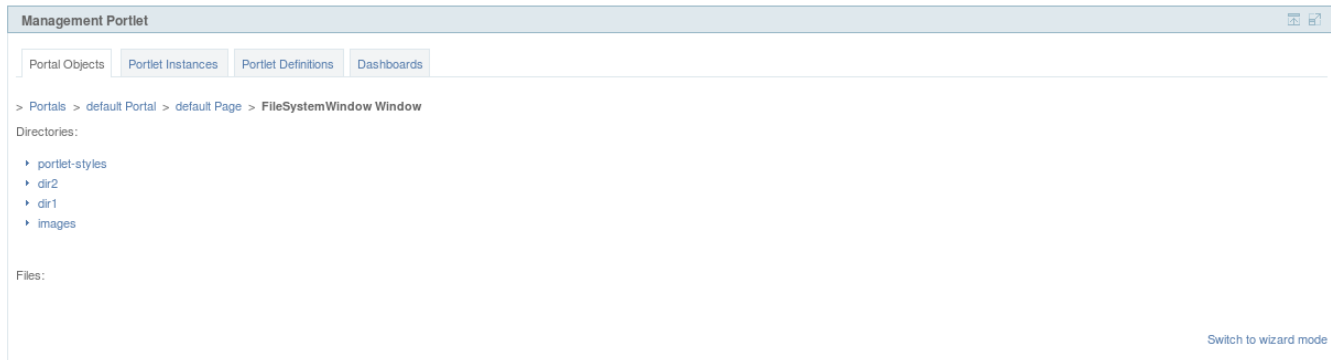 Management Portlet
Portal Objects Portlet Instances Portlet Definitions Dashboards
> Portals > default Portal > default Page > FileSystemWindow Window
Directories:
portlet-styles
dir2
dir1
images
Files:
Switch to wizard mode